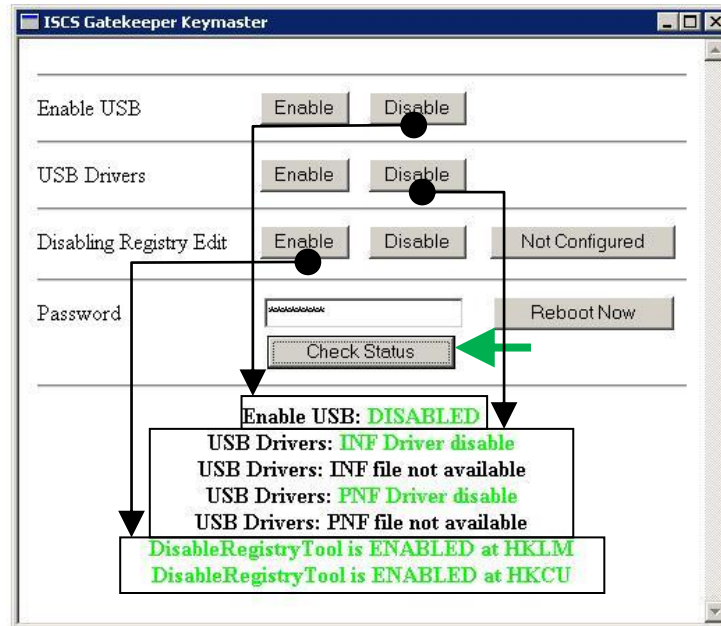 ISCS Gatekeeper Keymaster
Enable USB Enable Disable
USB Drivers Enable Disable
Disabling Registry Edit Enable Disable Not Configured
Password ********** Reboot Now
Check Status
Enable USB: DISABLED
USB Drivers: INF Driver disable
USB Drivers: INF file not available
USB Drivers: PNF Driver disable
USB Drivers: PNF file not available
DisableRegistryTool is ENABLED at HKLM
DisableRegistryTool is ENABLED at HKCU